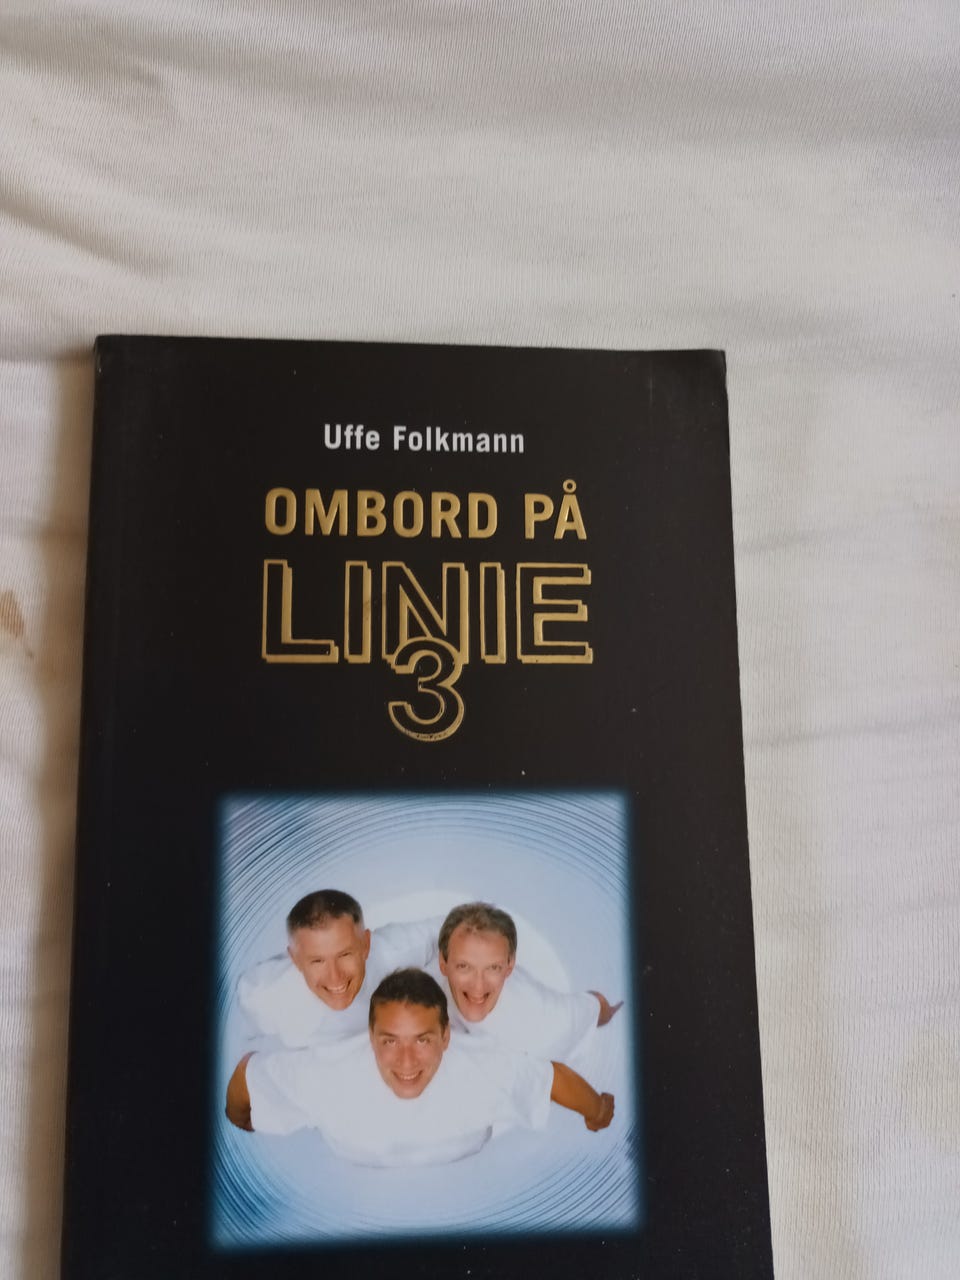 Uffe Folkmann
OMBORD PÅ
LINIE
3